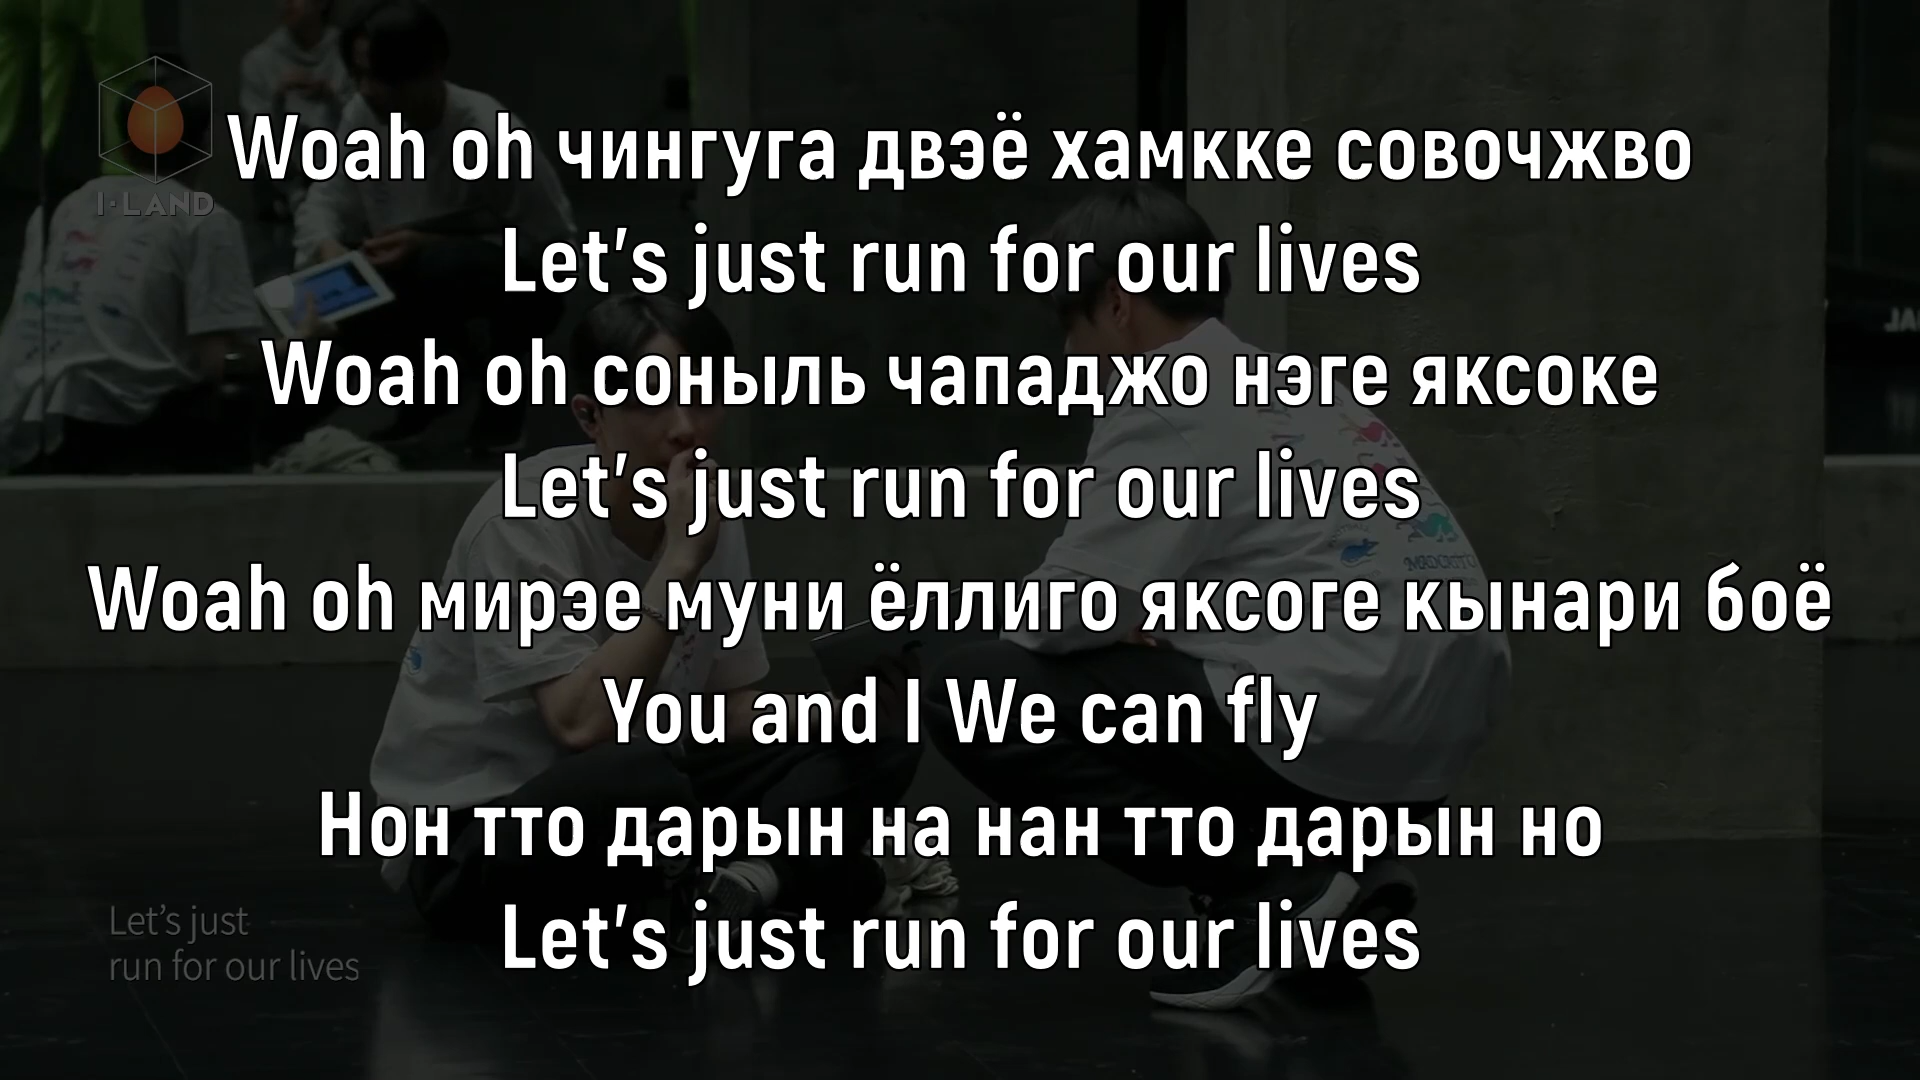 I·LAND
Woah oh чингуга двэё хамкке совочжво
Let's just run for our lives
Woah oh соныль чападжо нэге яксоке
Let's just run for our lives
Woah oh мирэе муни ёллиго яксоге кынари боё
You and I We can fly
Нон тто дарын на нан тто дарын но
Let's just run for our lives
Let's just
run for our lives